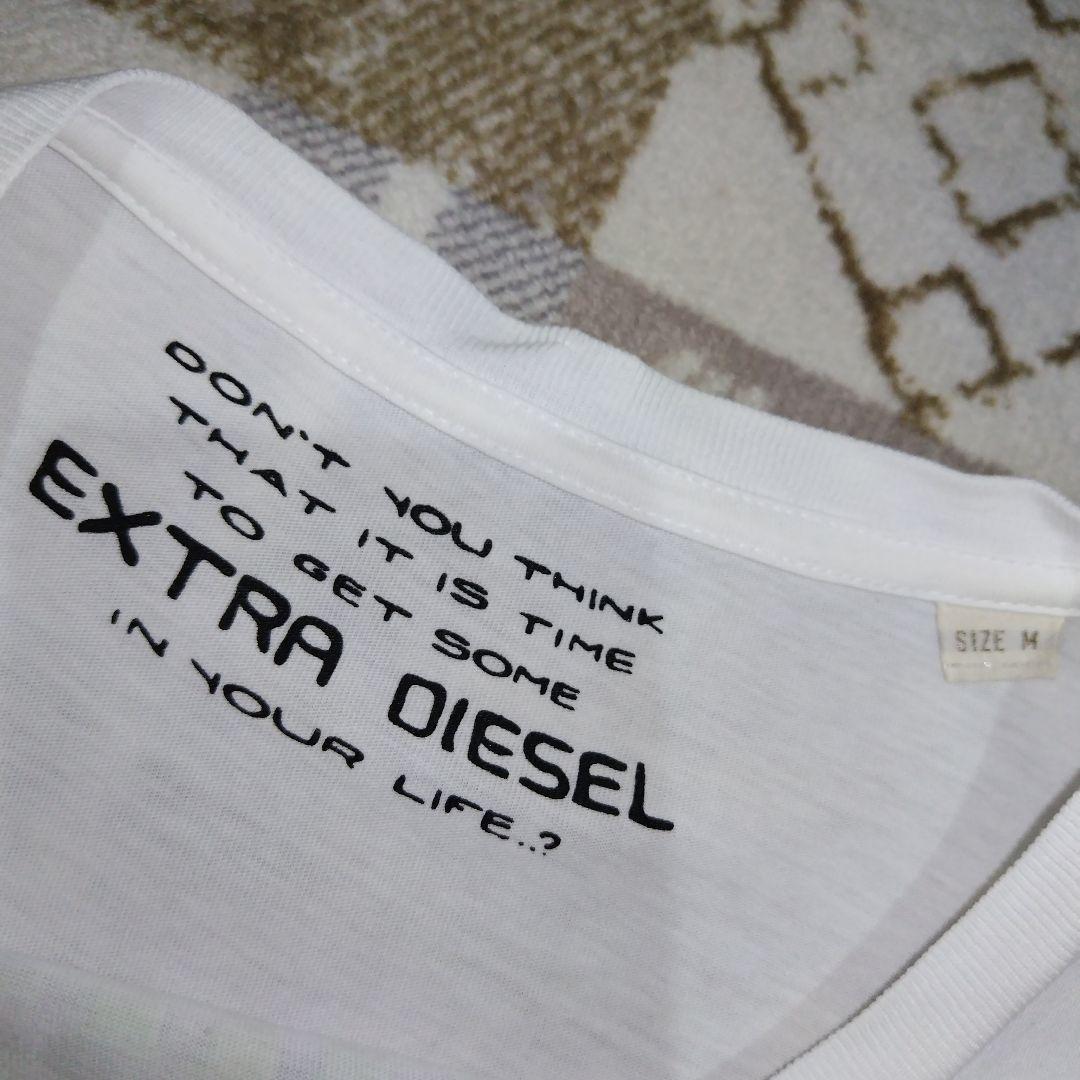 DON'T YOU THINK
THAT IT IS TIME
TO GET SOME
EXTRA DIESEL
IN YOUR LIFE..?
SIZE M